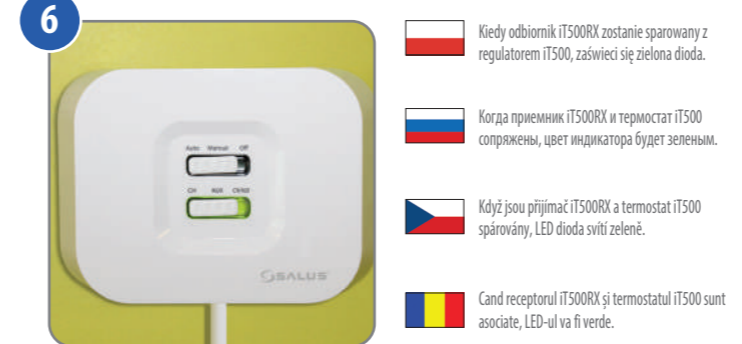 6
Auto Manual Off
CH AUX
SALUS
Kiedy odbiornik iT500RX zostanie sparowany z
regulatorem iT500, zaświeci się zielona dioda.
Когда приемник iT500RX и термостат iT500
сопряжены, цвет индикатора будет зеленым.
Když jsou přijímač iT500RX a termostat iT500
spárovány, LED dioda svítí zeleně.
Cand receptorul iT500RX și termostatul iT500 sunt
asociate, LED-ul va fi verde.